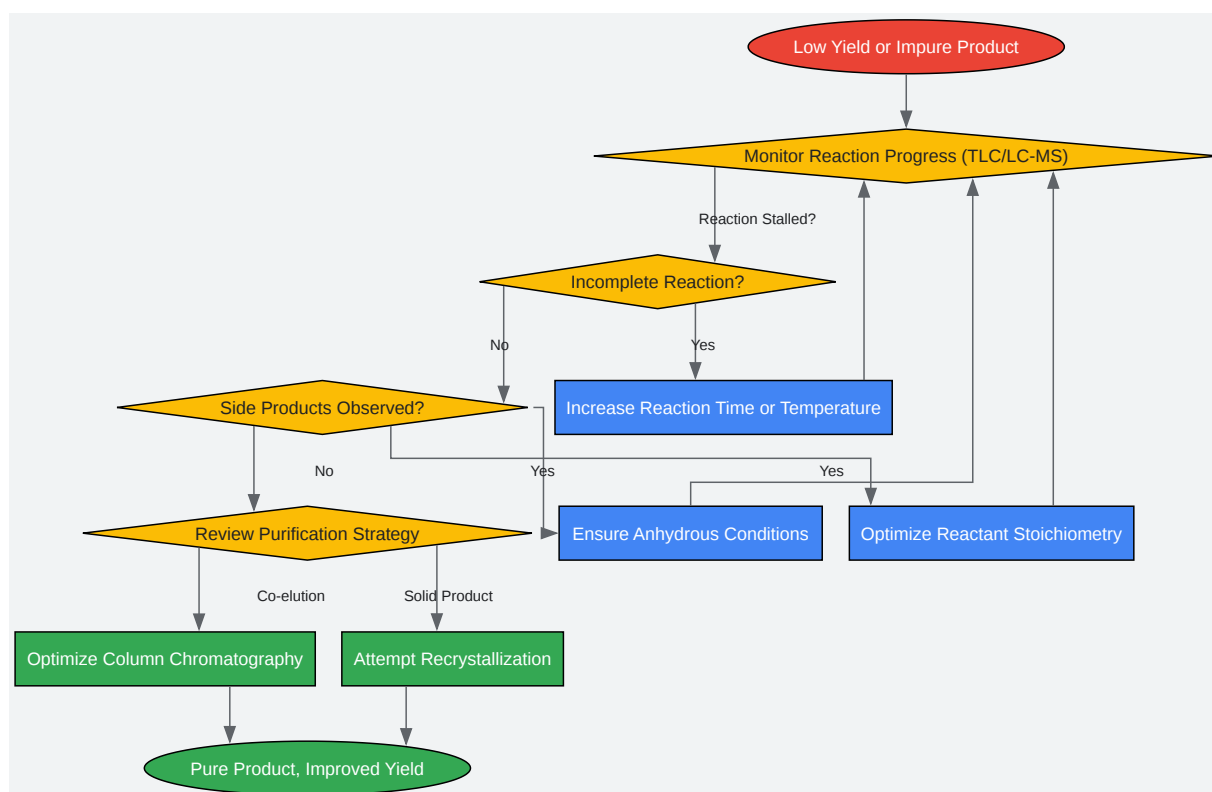 Low Yield or Impure Product
Monitor Reaction Progress (TLC/LC-MS)
Reaction Stalled?
Incomplete Reaction?
No
Yes
Side Products Observed?
Increase Reaction Time or Temperature
No
Yes
Yes
Review Purification Strategy
Ensure Anhydrous Conditions
Optimize Reactant Stoichiometry
Co-elution
Solid Product
Optimize Column Chromatography
Attempt Recrystallization
Pure Product, Improved Yield